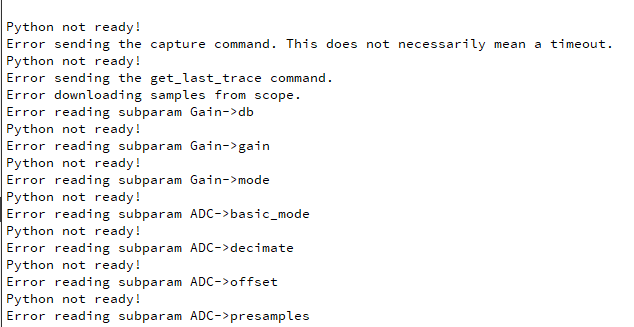 Python not ready!
Error sending the capture command. This does not necessarily mean a timeout.
Python not ready!
Error sending the get_last_trace command.
Error downloading samples from scope.
Error reading subparam Gain->db
Python not ready!
Error reading subparam Gain->gain
Python not ready!
Error reading subparam Gain->mode
Python not ready!
Error reading subparam ADC->basic_mode
Python not ready!
Error reading subparam ADC->decimate
Python not ready!
Error reading subparam ADC->offset
Python not ready!
Error reading subparam ADC->presamples